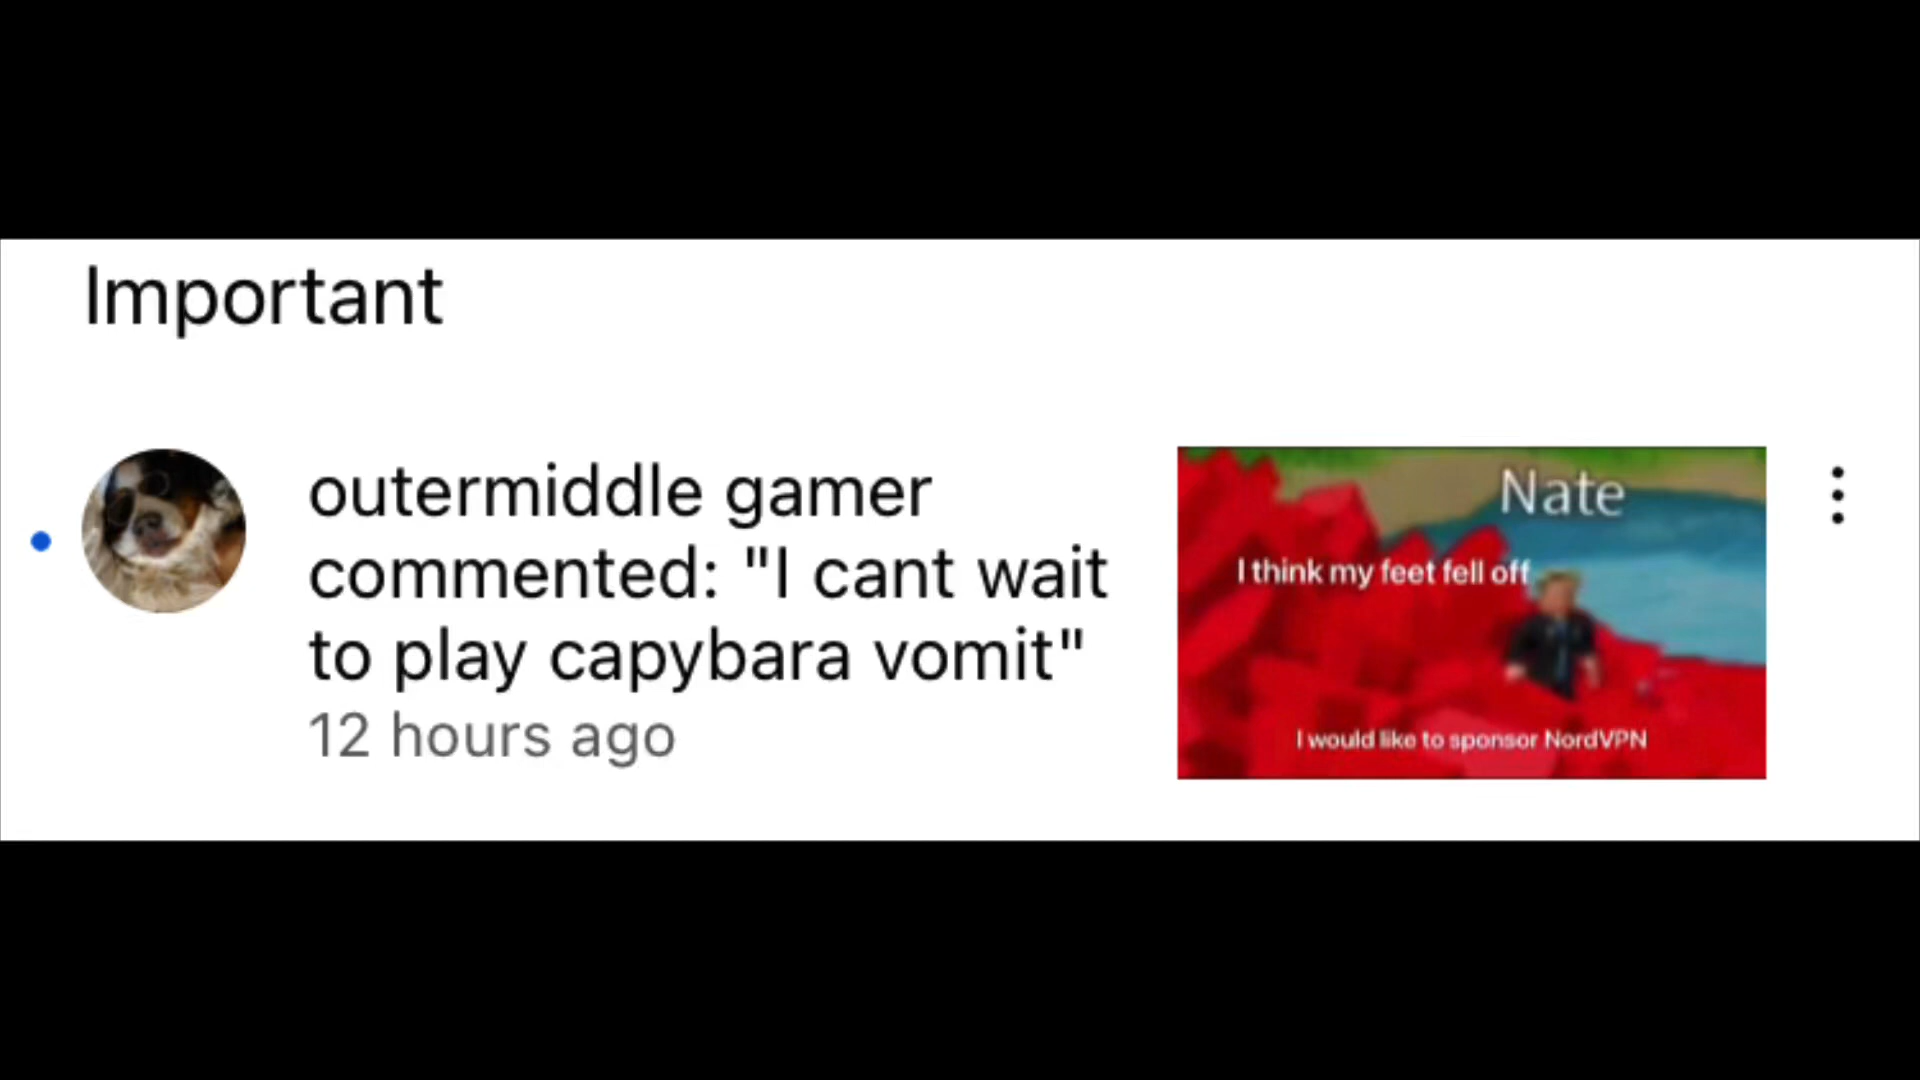 Important
outermiddle gamer
commented: "I cant wait
to play capybara vomit"
12 hours ago
Nate
I think my feet fell off
I would like to sponsor NordVPN